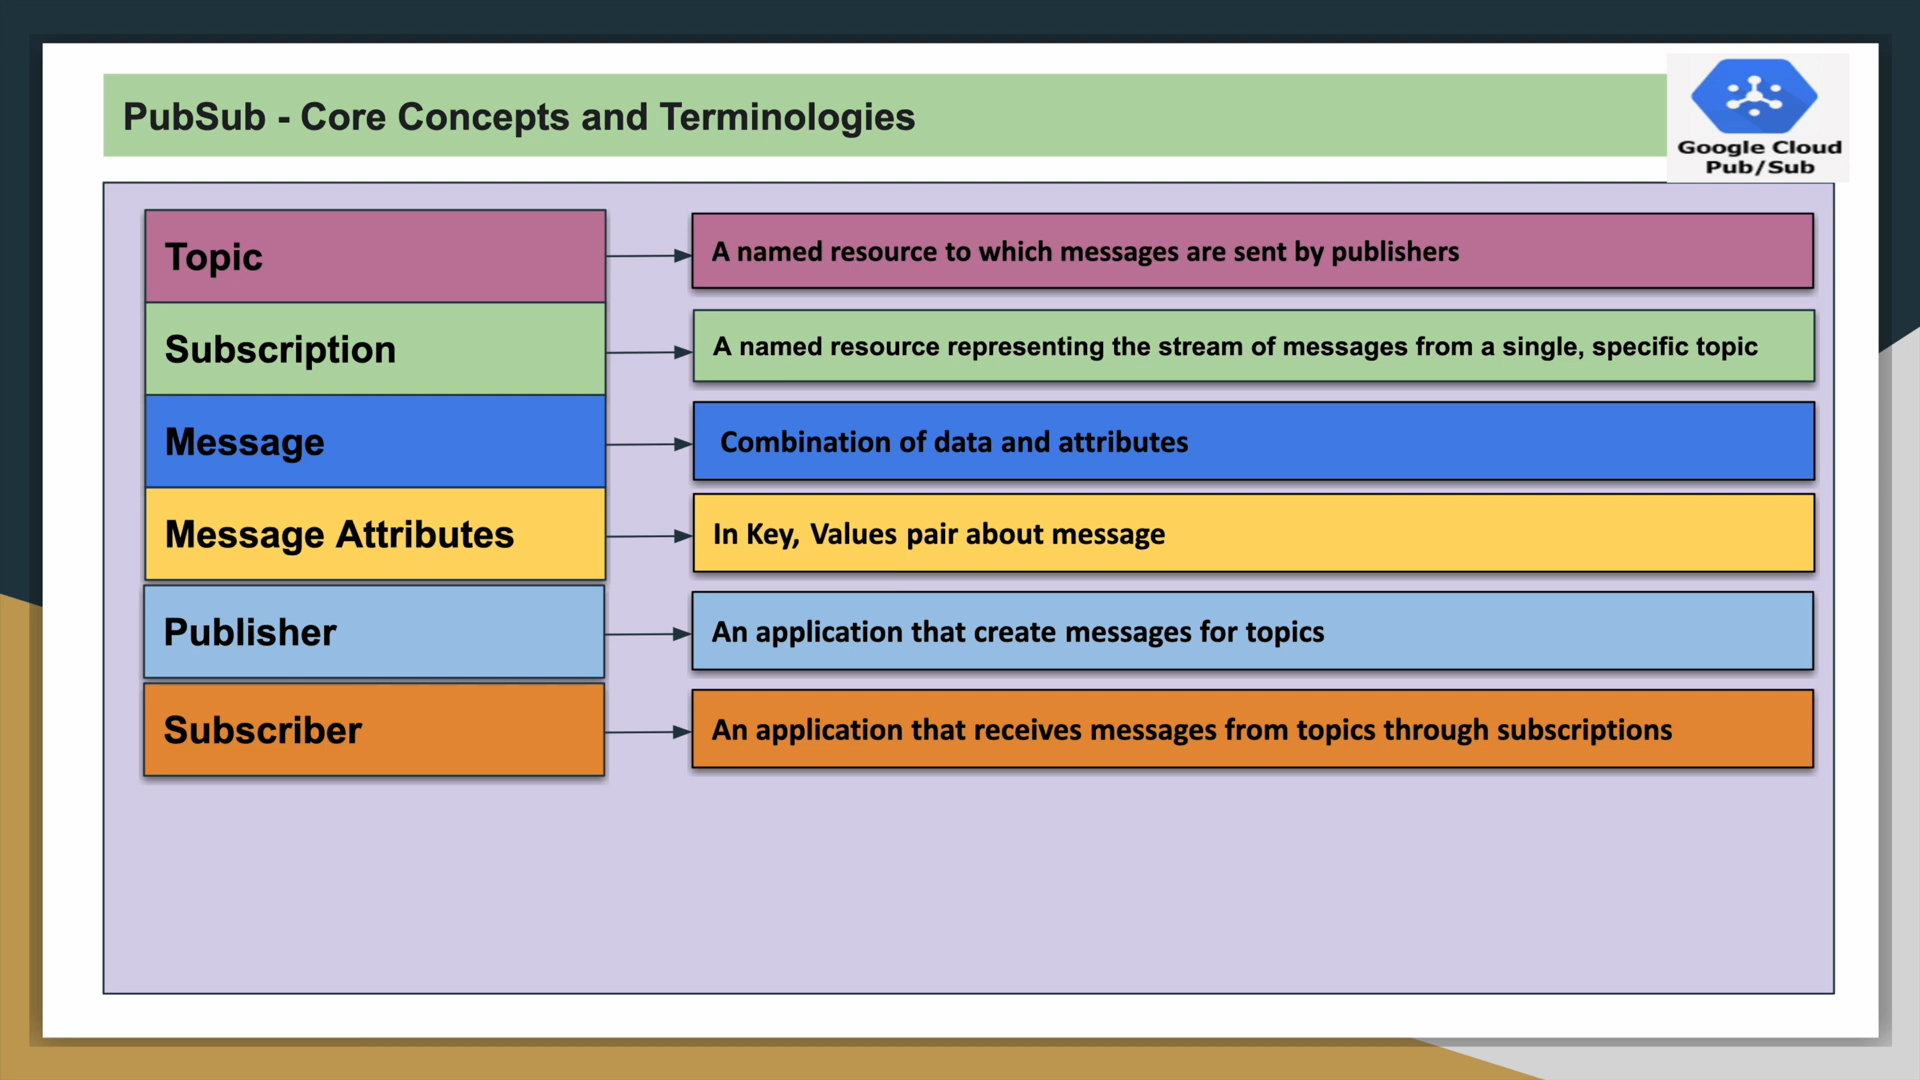 PubSub - Core Concepts and Terminologies
Google Cloud
Pub/Sub
Topic
A named resource to which messages are sent by publishers
Subscription
A named resource representing the stream of messages from a single, specific topic
Message
Combination of data and attributes
Message Attributes
In Key, Values pair about message
Publisher
An application that create messages for topics
Subscriber
An application that receives messages from topics through subscriptions